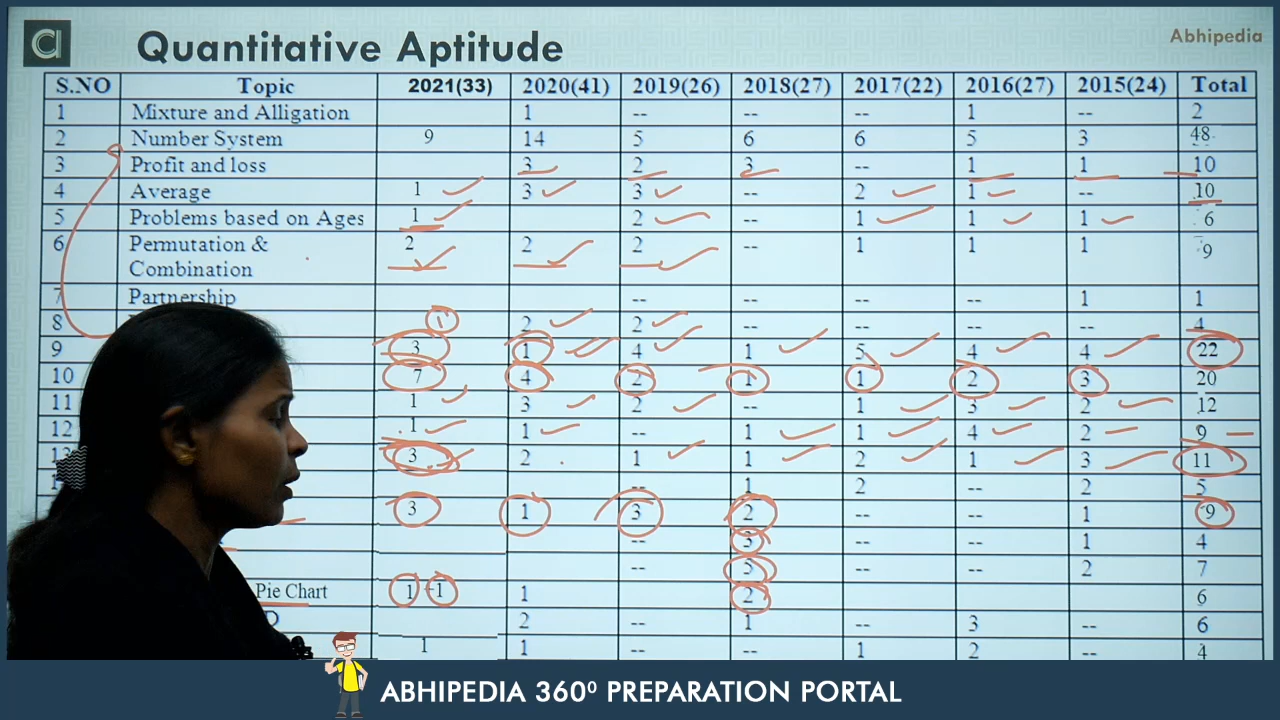 Quantitative Aptitude
Abhipedia
S.NO Topic 2021(33) 2020(41) 2019(26) 2018(27) 2017(22) 2016(27) 2015(24) Total
1 Mixture and Alligation 1 -- -- -- 1 -- 2
2 Number System 9 14 5 6 6 5 3 48
3 Profit and loss 3 2 3 -- 1 1 10
4 Average 1 3 3 -- 2 1 -- 10
5 Problems based on Ages 1 2 -- 1 1 1 6
6 Permutation & 2 2 2 -- 1 1 1 9
Combination
7 Partnership -- -- -- -- 1 1
8 1 2 2 -- -- -- -- 4
9 3 1 4 1 5 4 4 22
10 7 4 2 1 1 2 3 20
11 1 3 2 -- 1 3 2 12
12 1 1 -- 1 1 4 2 9
13 3 2 1 1 2 1 3 11
-- 1 2 -- 2 5
3 1 3 2 -- -- 1 9
-- 3 -- -- 1 4
-- 5 -- -- 2 7
Pie Chart 1 +1 1 2 6
2 -- 1 -- 3 -- 6
1 1 -- -- 1 2 -- 4
ABHIPEDIA 360⁰ PREPARATION PORTAL